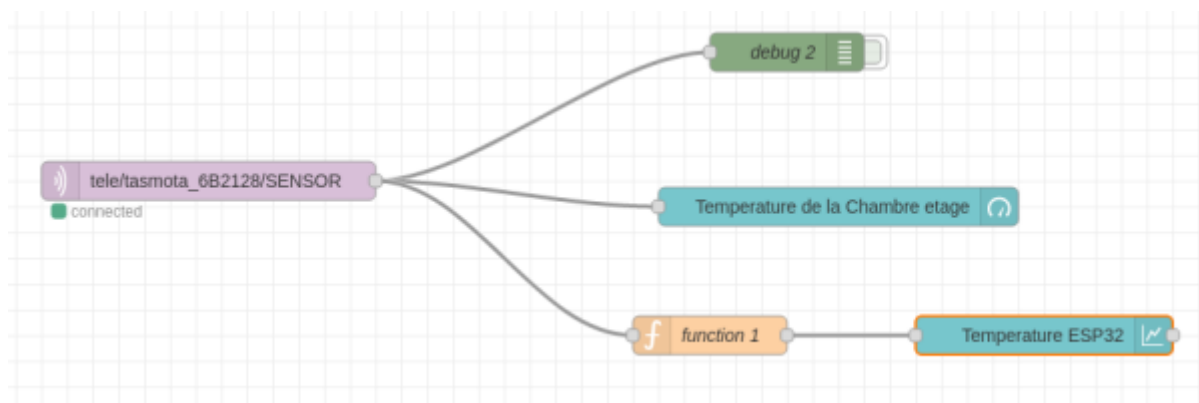 debug 2
tele/tasmota_6B2128/SENSOR
connected
Temperature de la Chambre etage
function 1
Temperature ESP32